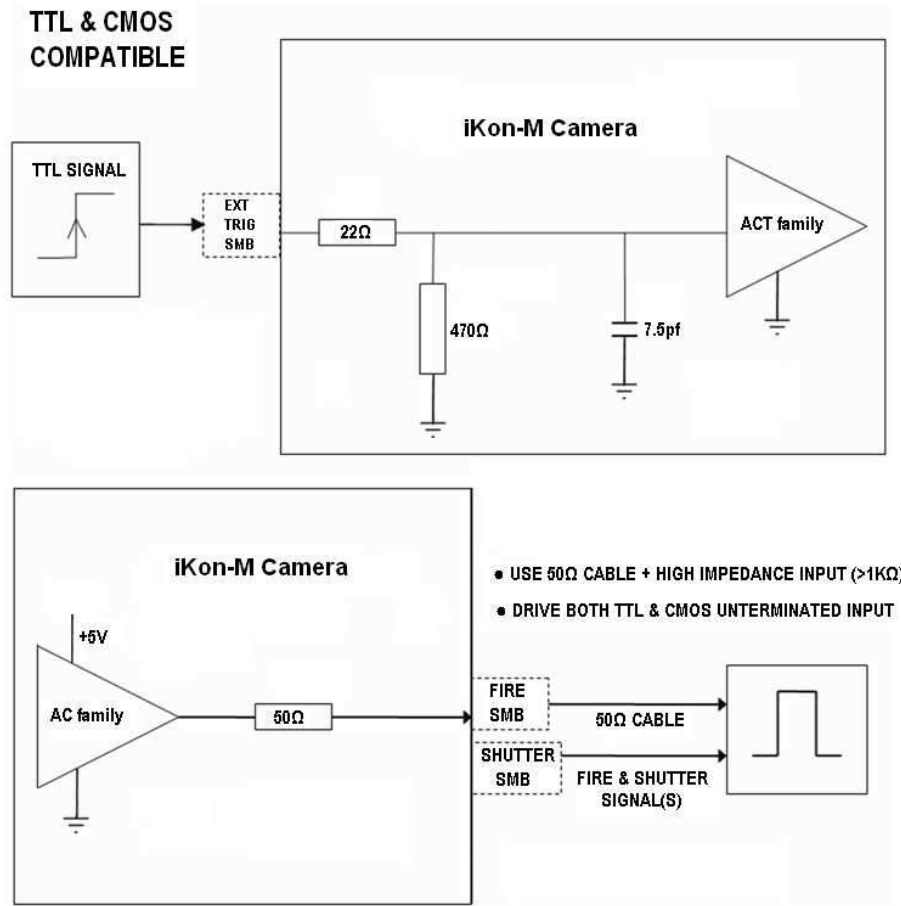 TTL & CMOS
COMPATIBLE
iKon-M Camera
TTL SIGNAL
EXT
TRIG
SMB
22Ω
ACT family
470Ω
7.5pf
iKon-M Camera
● USE 50Ω CABLE + HIGH IMPEDANCE INPUT (>1KΩ)
● DRIVE BOTH TTL & CMOS UNTERMINATED INPUT
+5V
AC family
50Ω
FIRE
SMB
50Ω CABLE
SHUTTER
SMB
FIRE & SHUTTER
SIGNAL(S)